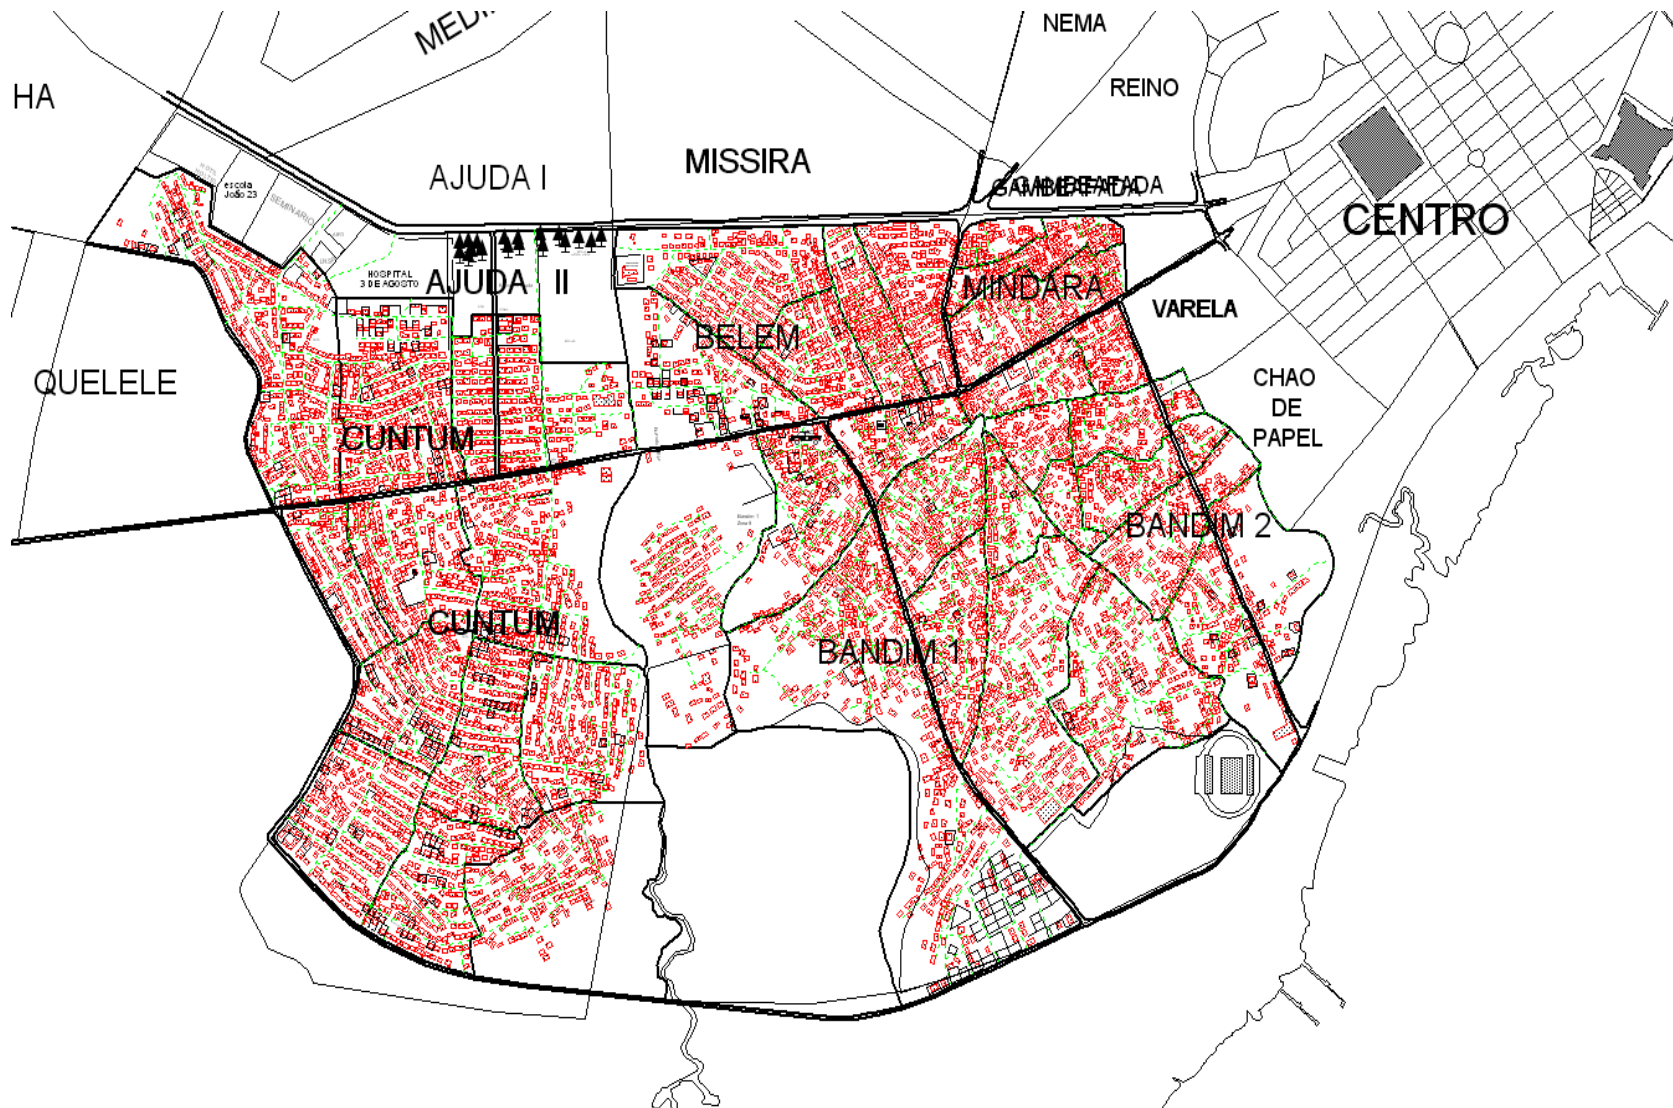 NEMA
REINO
HA
MISSIRA
AJUDA I
escola
João 23
SEMINARIO
CENTRO
HOSPITAL
3 DE AGOSTO
AJUDA II
MINDARA
VARELA
BELEM
QUELELE
CHAO
DE
PAPEL
CUNTUM
BANDIM 2
CUNTUM
BANDIM 1